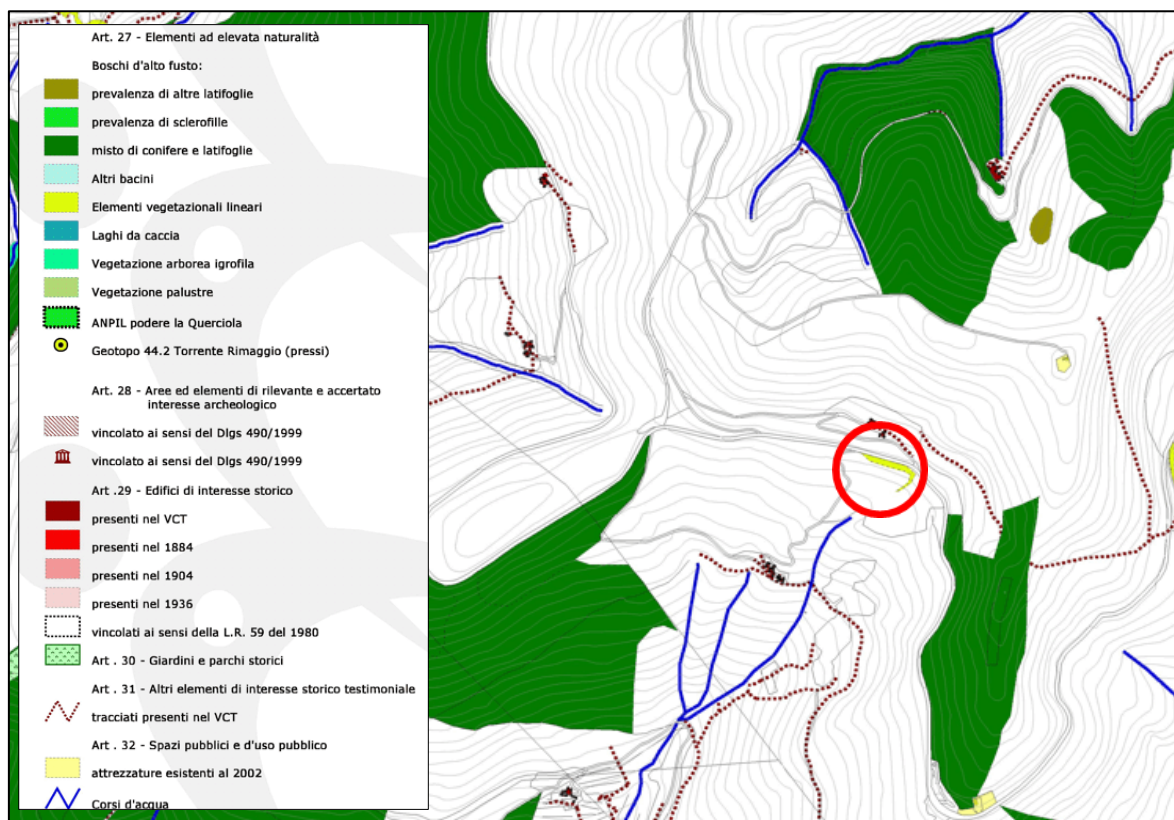 Art. 27 - Elementi ad elevata naturalità
Boschi d'alto fusto:
prevalenza di altre latifoglie
prevalenza di sclerofille
misto di conifere e latifoglie
Altri bacini
Elementi vegetazionali lineari
Laghi da caccia
Vegetazione arborea igrofila
Vegetazione palustre
ANPIL podere la Querciola
Geotopo 44.2 Torrente Rimaggio (pressi)
Art. 28 - Aree ed elementi di rilevante e accertato
interesse archeologico
vincolato ai sensi del Dlgs 490/1999
vincolato ai sensi del Dlgs 490/1999
Art .29 - Edifici di interesse storico
presenti nel VCT
presenti nel 1884
presenti nel 1904
presenti nel 1936
vincolati ai sensi della L.R. 59 del 1980
Art . 30 - Giardini e parchi storici
Art . 31 - Altri elementi di interesse storico testimoniale
tracciati presenti nel VCT
Art . 32 - Spazi pubblici e d'uso pubblico
attrezzature esistenti al 2002
Corsi d'acqua